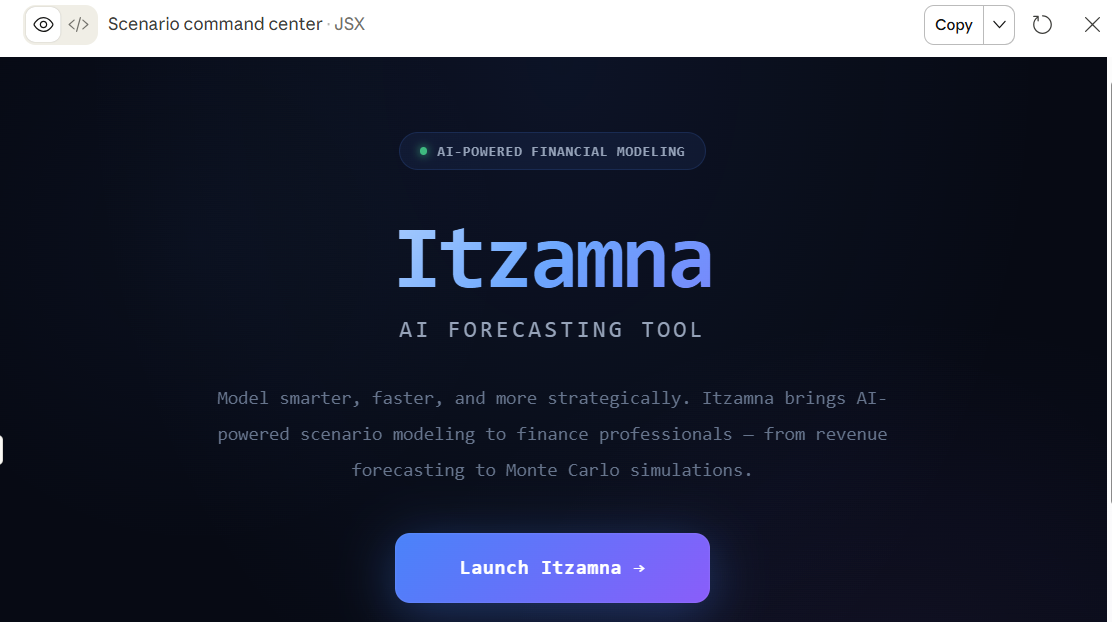 Scenario command center · JSX
Copy
AI-POWERED FINANCIAL MODELING
Itzamna
AI FORECASTING TOOL
Model smarter, faster, and more strategically. Itzamna brings AI-
powered scenario modeling to finance professionals — from revenue
forecasting to Monte Carlo simulations.
Launch Itzamna →